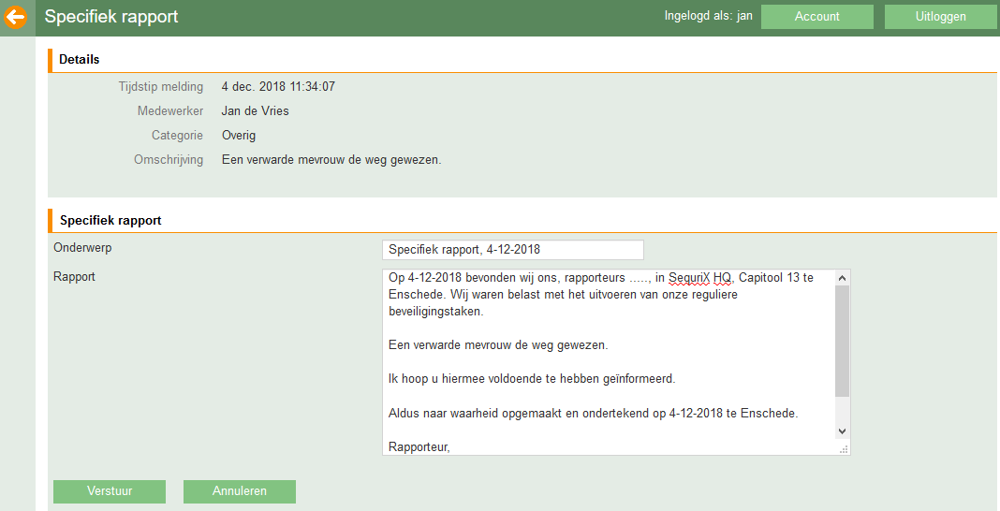 Specifiek rapport
Ingelogd als: jan
Account
Uitloggen
Details
Tijdstip melding 4 dec. 2018 11:34:07
Medewerker Jan de Vries
Categorie Overig
Omschrijving Een verwarde mevrouw de weg gewezen.
Specifiek rapport
Onderwerp Specifiek rapport, 4-12-2018
Rapport
Op 4-12-2018 bevonden wij ons, rapporteurs ....., in SequriX HQ, Capitool 13 te
Enschede. Wij waren belast met het uitvoeren van onze reguliere
beveiligingstaken.
Een verwarde mevrouw de weg gewezen.
Ik hoop u hiermee voldoende te hebben geïnformeerd.
Aldus naar waarheid opgemaakt en ondertekend op 4-12-2018 te Enschede.
Rapporteur,
Verstuur
Annuleren